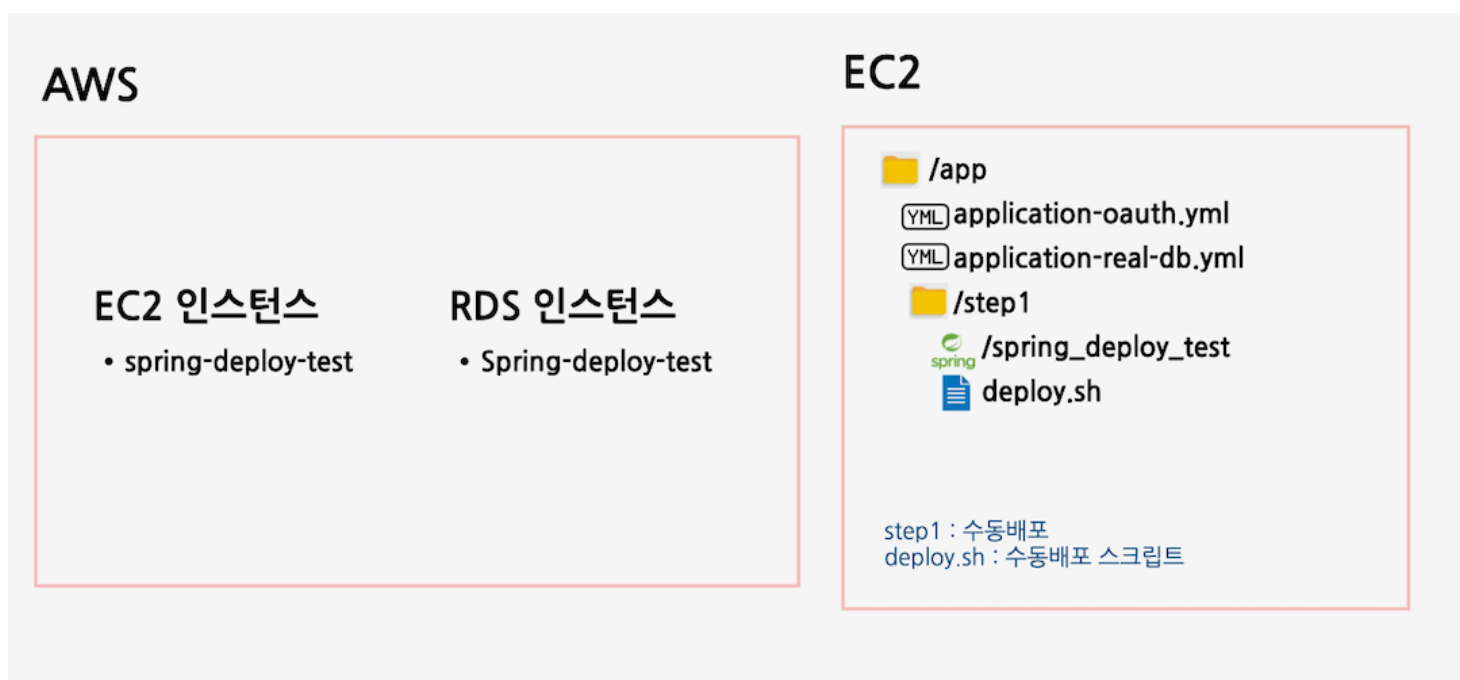 AWS
EC2 인스턴스
• spring-deploy-test
RDS 인스턴스
• Spring-deploy-test
EC2
/app
YML application-oauth.yml
YML application-real-db.yml
/step1
spring /spring_deploy_test
deploy.sh
step1 : 수동배포
deploy.sh : 수동배포 스크립트